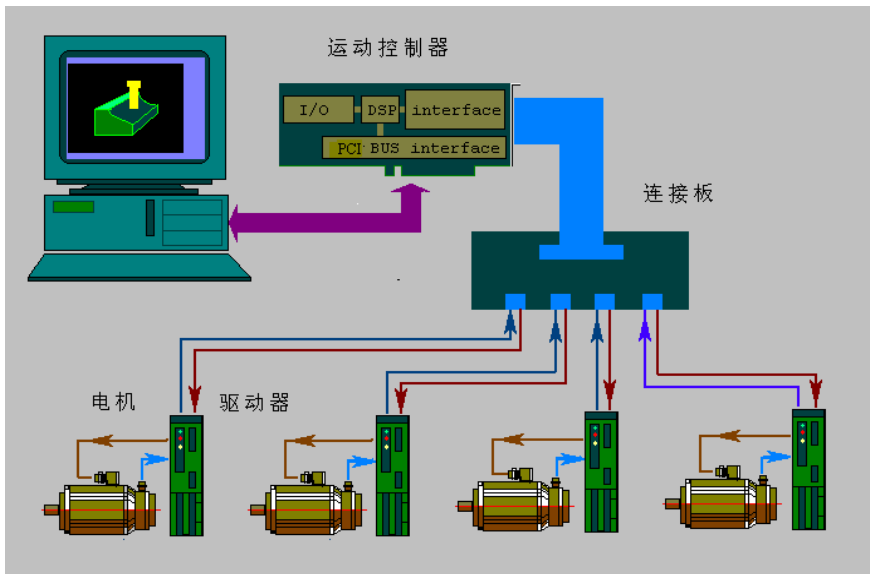 运动控制器
I/O
DSP
interface
PCI BUS interface
连接板
电机
驱动器